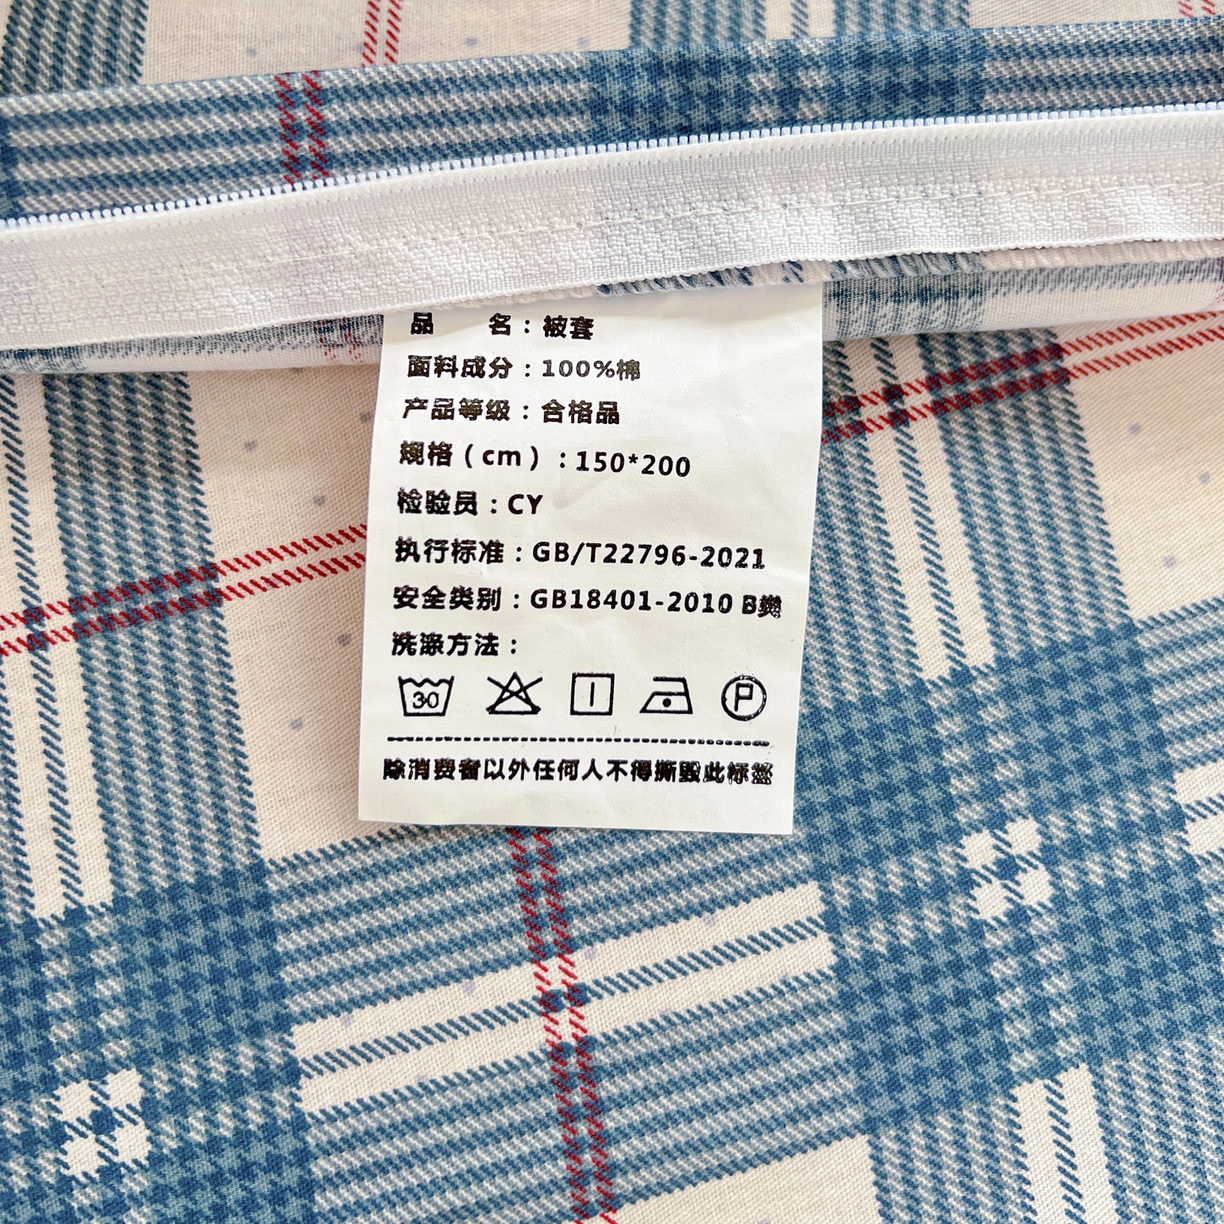 品 名：被套
面料成分：100%棉
产品等级：合格品
规格（cm）：150*200
检验员：CY
执行标准：GB/T22796-2021
安全类别：GB18401-2010 B类
洗涤方法：
30 P
除消费者以外任何人不得撕毁此标签